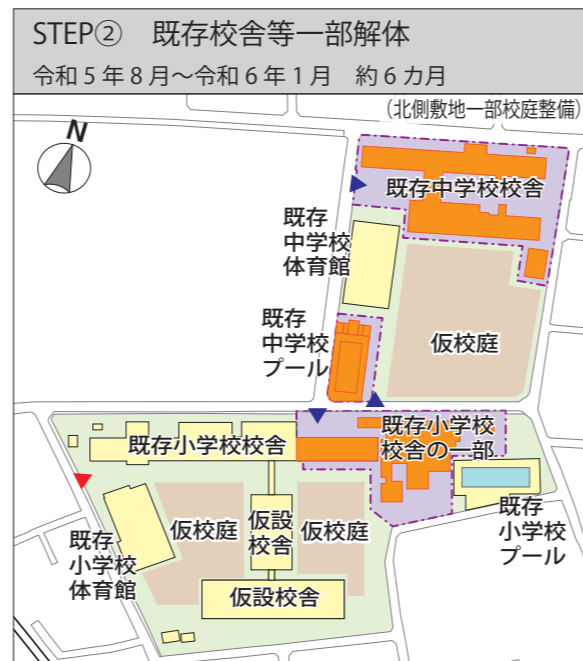 STEP② 既存校舎等一部解体
令和5年8月～令和6年1月 約6カ月
（北側敷地一部校庭整備）
N
既存中学校校舎
既存
中学校
体育館
既存
中学校
プール
仮校庭
既存小学校校舎
既存小学校
校舎の一部
仮校庭
仮設
校舎
仮校庭
既存
小学校
プール
既存
小学校
体育館
仮設校舎